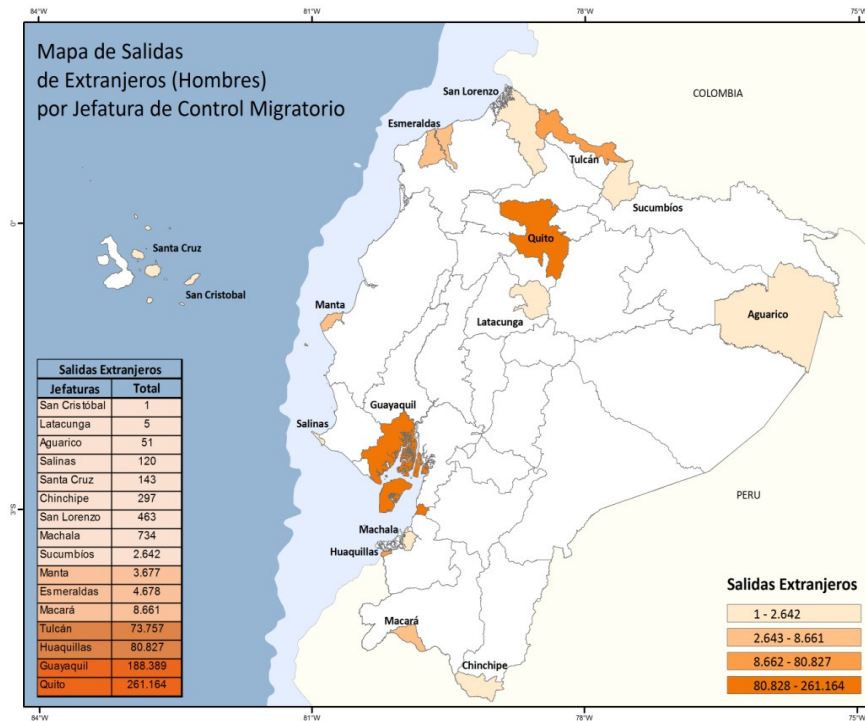 84°W
81°W
78°W
75°W
Mapa de Salidas
de Extranjeros (Hombres)
por Jefatura de Control Migratorio
San Lorenzo
COLOMBIA
Esmeraldas
Tulcán
Sucumbíos
0°
Quito
Santa Cruz
San Cristobal
Manta
Latacunga
Aguarico
Salidas Extranjeros
Jefaturas Total
San Cristóbal 1
Latacunga 5
Aguarico 51
Salinas 120
Santa Cruz 143
Chinchipe 297
San Lorenzo 463
Machala 734
Sucumbíos 2.642
Manta 3.677
Esmeraldas 4.678
Macará 8.661
Tulcán 73.757
Huaquillas 80.827
Guayaquil 188.389
Quito 261.164
Guayaquil
Salinas
PERU
3°S
Machala
Huaquillas
Macará
Chinchipe
Salidas Extranjeros
1 - 2.642
2.643 - 8.661
8.662 - 80.827
80.828 - 261.164
84°W
81°W
78°W
75°W